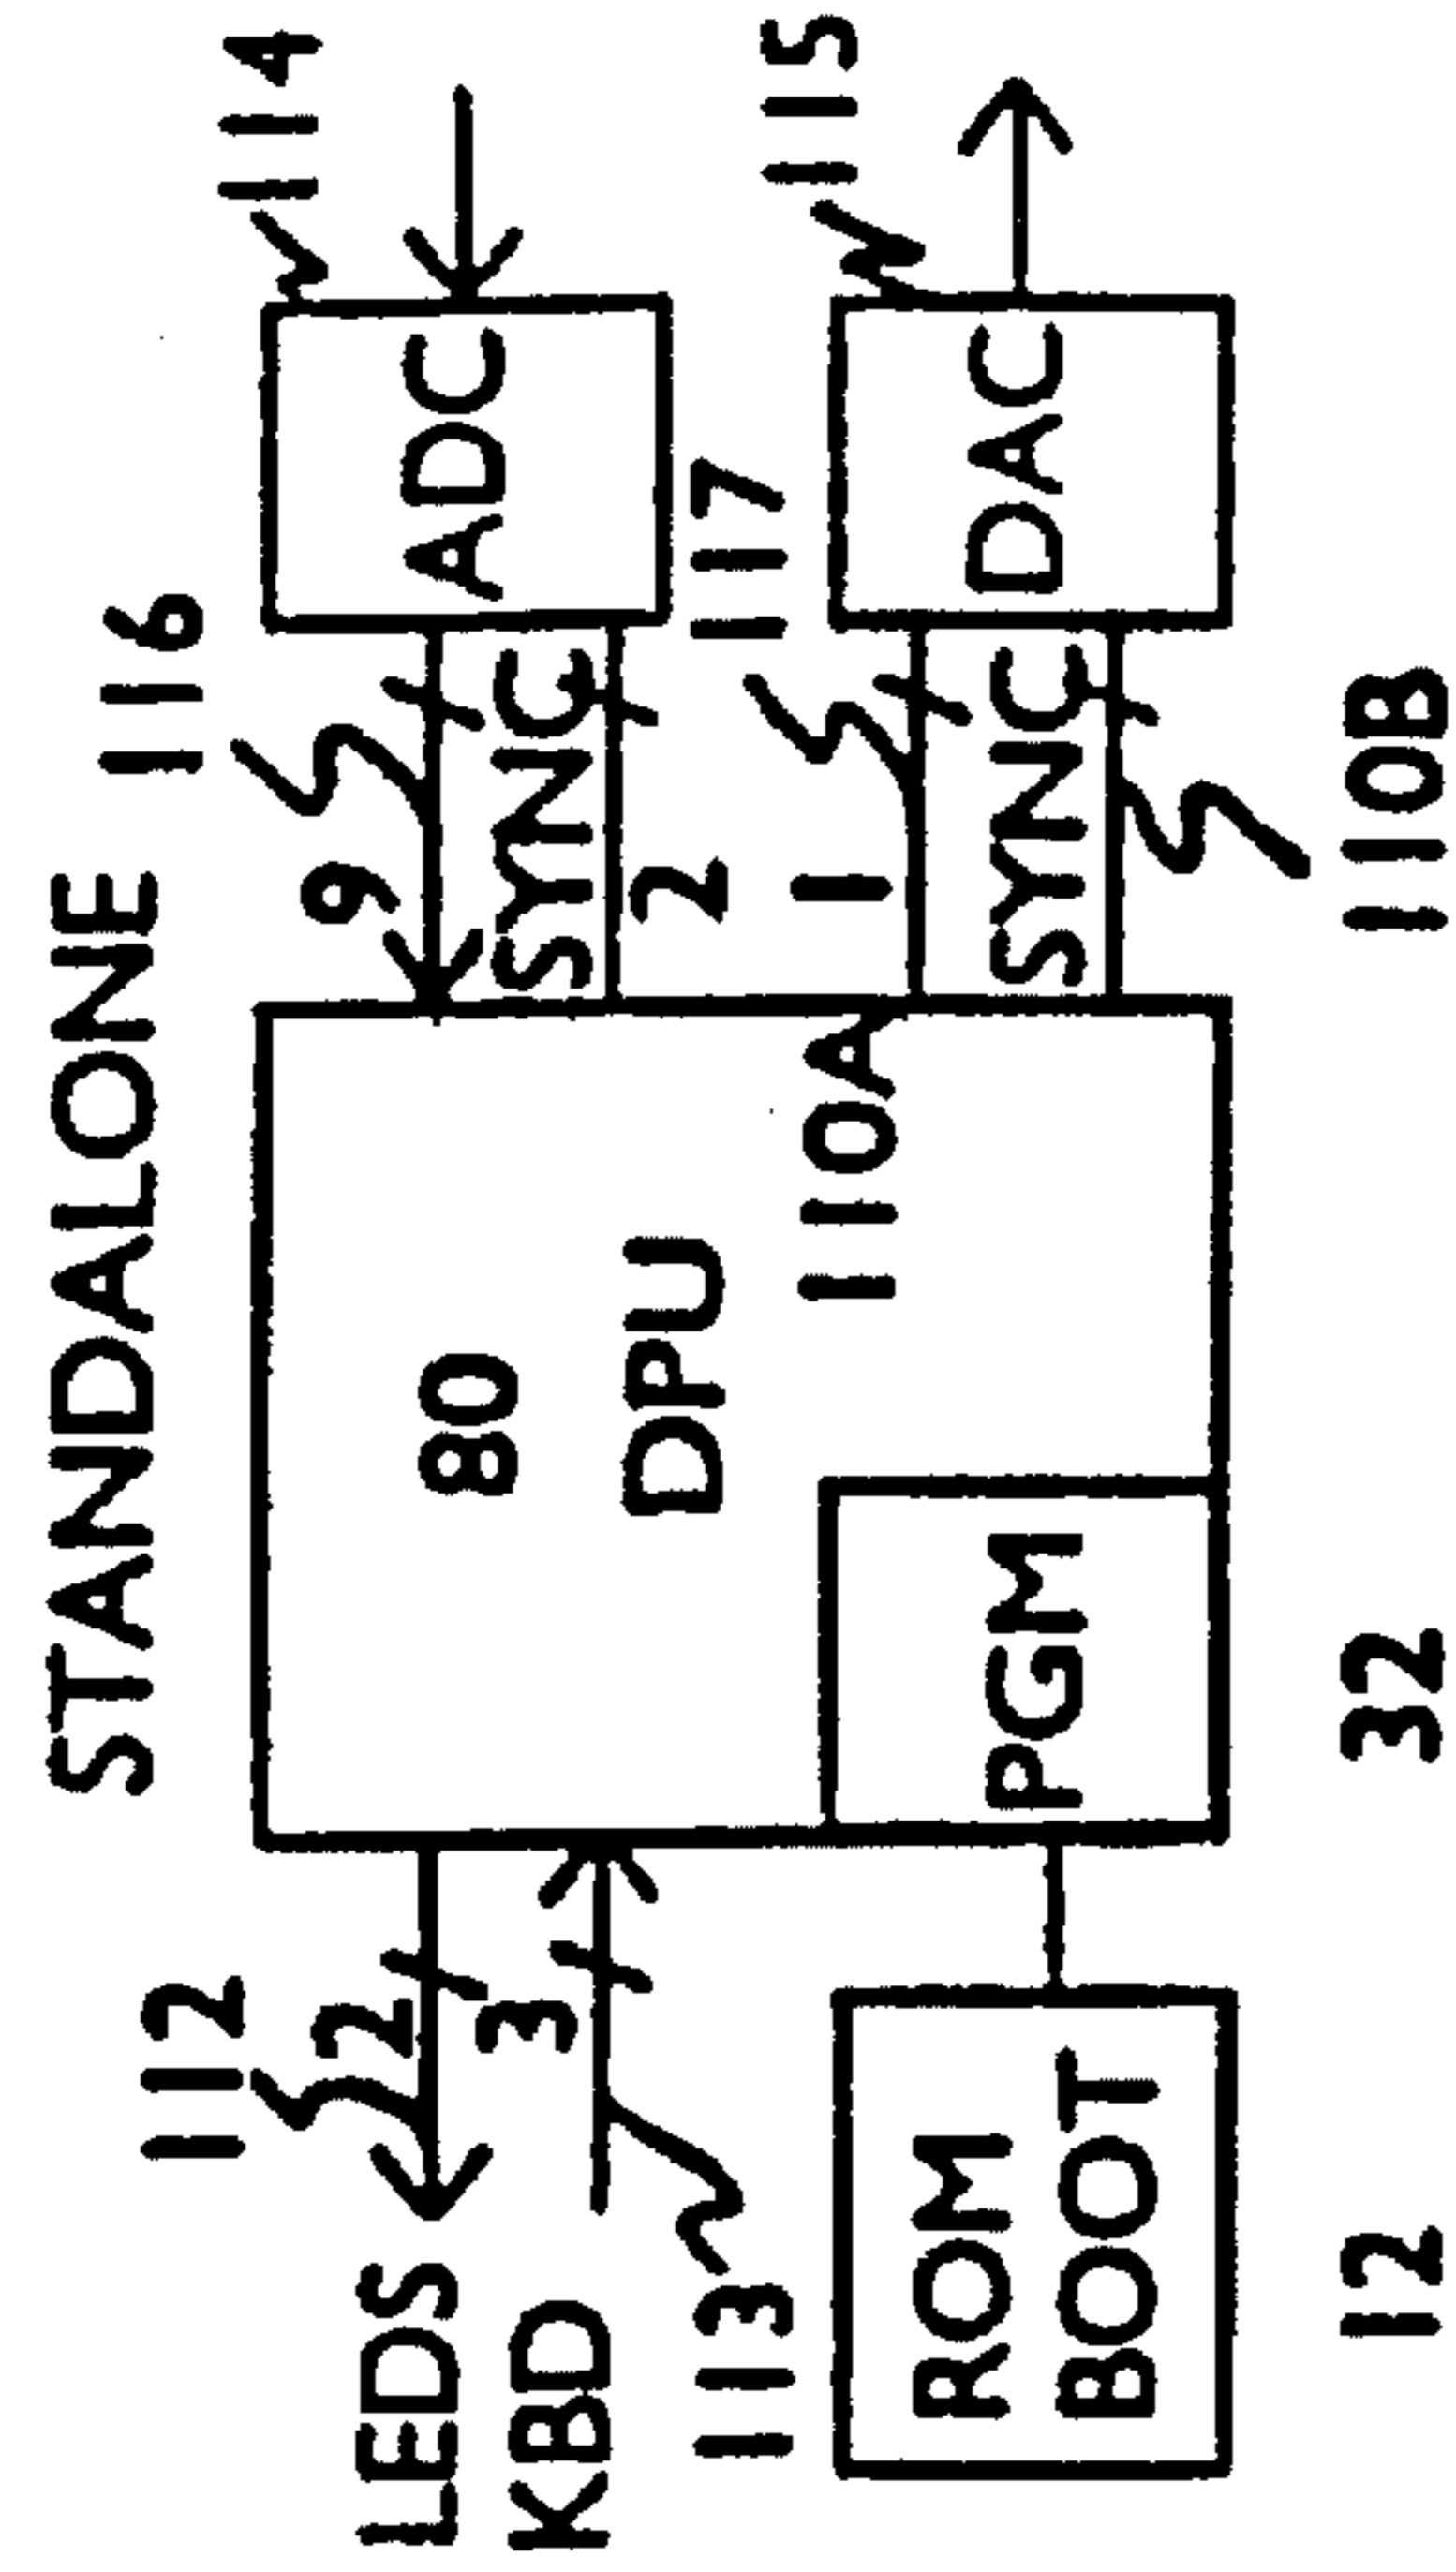 STANDALONE
112
116
114
LEDS
2
9
80
ADC
KBD
3
SYNC
DPU
2
113
117
110A
1
115
ROM
BOOT
PGM
SYNC
DAC
12
32
110B